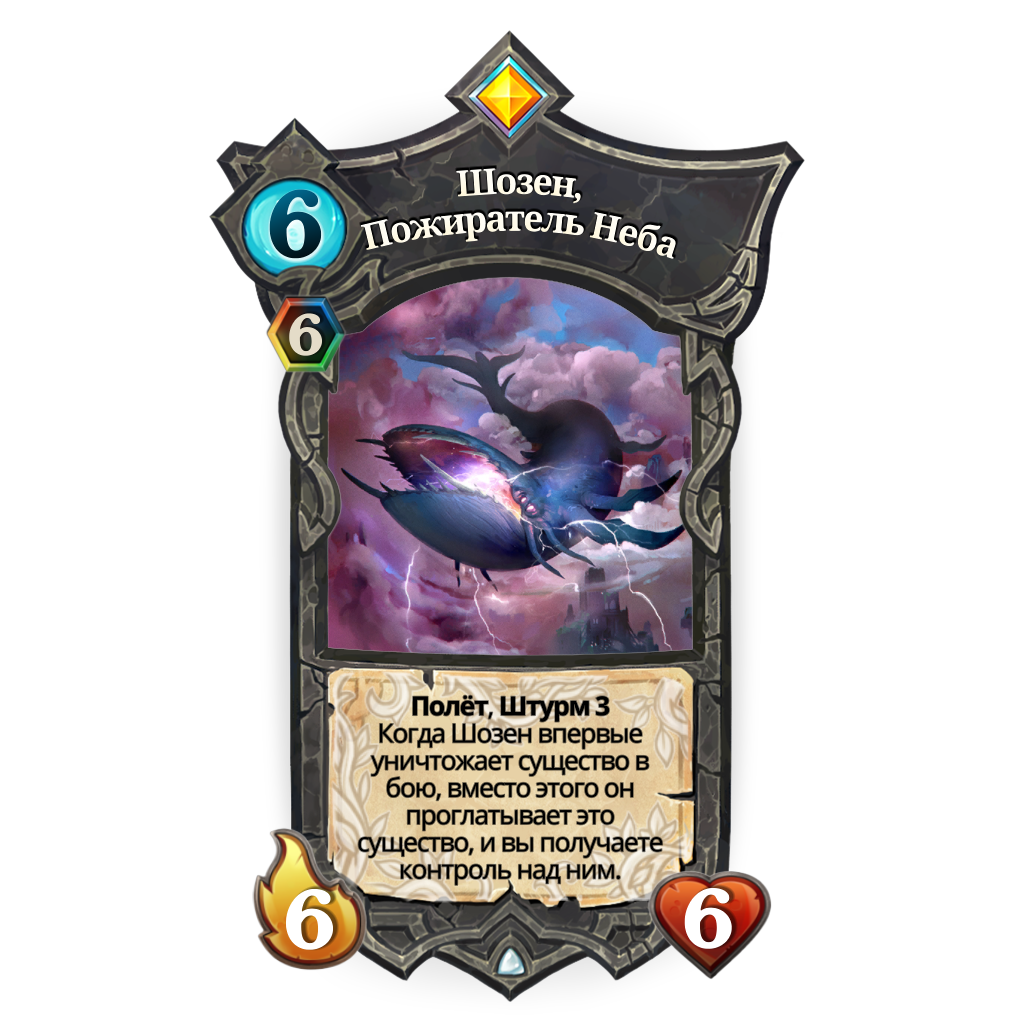 Шозен,
Пожиратель Неба
6
6
Полёт, Штурм 3
Когда Шозен впервые
уничтожает существо в
бою, вместо этого он
проглатывает это
существо, и вы получаете
контроль над ним.
6
6